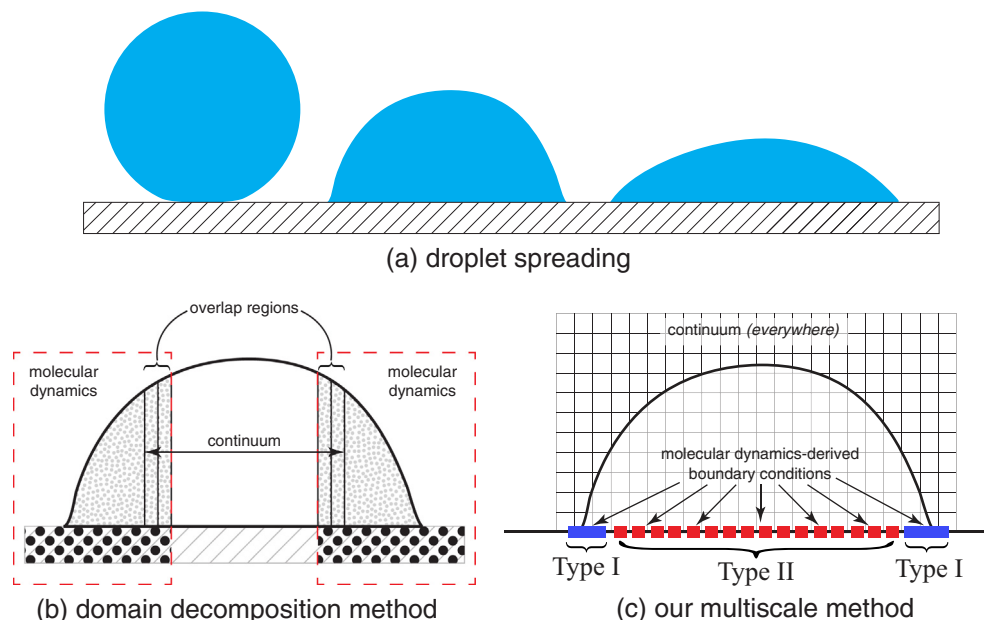 (a) droplet spreading
overlap regions
molecular
dynamics
molecular
dynamics
continuum
(b) domain decomposition method
continuum (everywhere)
molecular dynamics-derived
boundary conditions
Type I
Type II
Type I
(c) our multiscale method